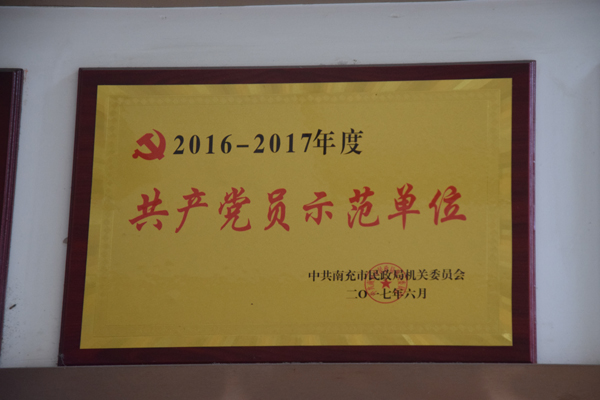 2016-2017年度
共产党员示范单位
中共南充市民政局机关委员会
二〇一七年六月